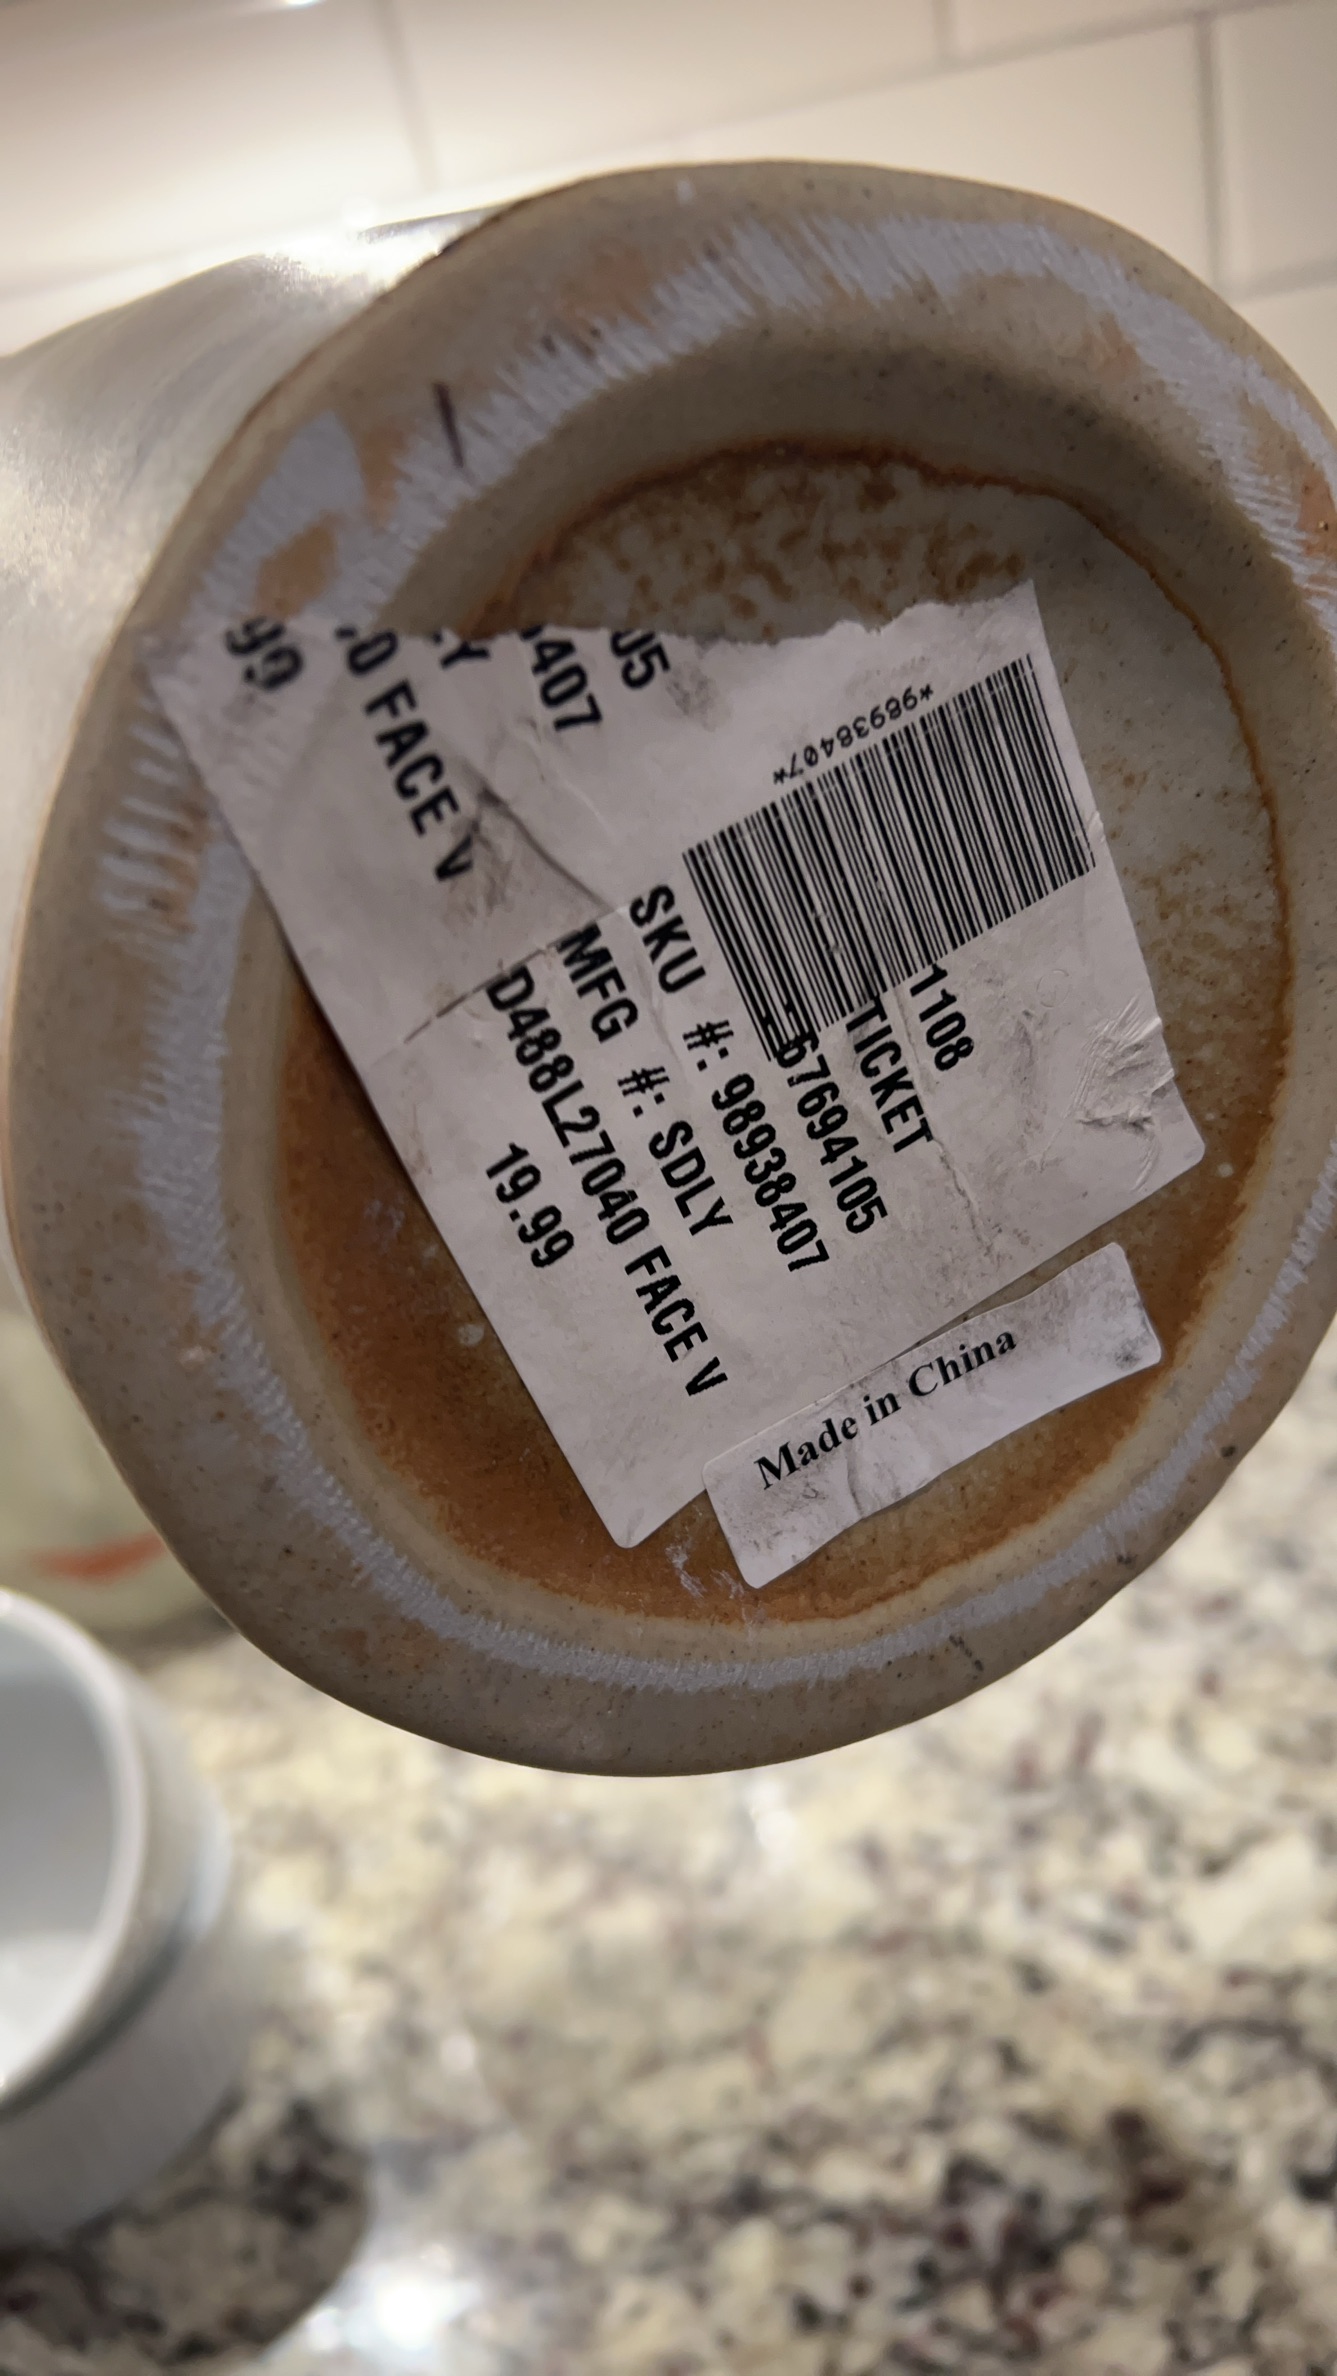 1108
TICKET
67694105
SKU #: 98938407
MFG #: SDLY
D488L27040 FACE V
19.99
*98938407*
05
407
Y
0 FACE V
99
Made in China